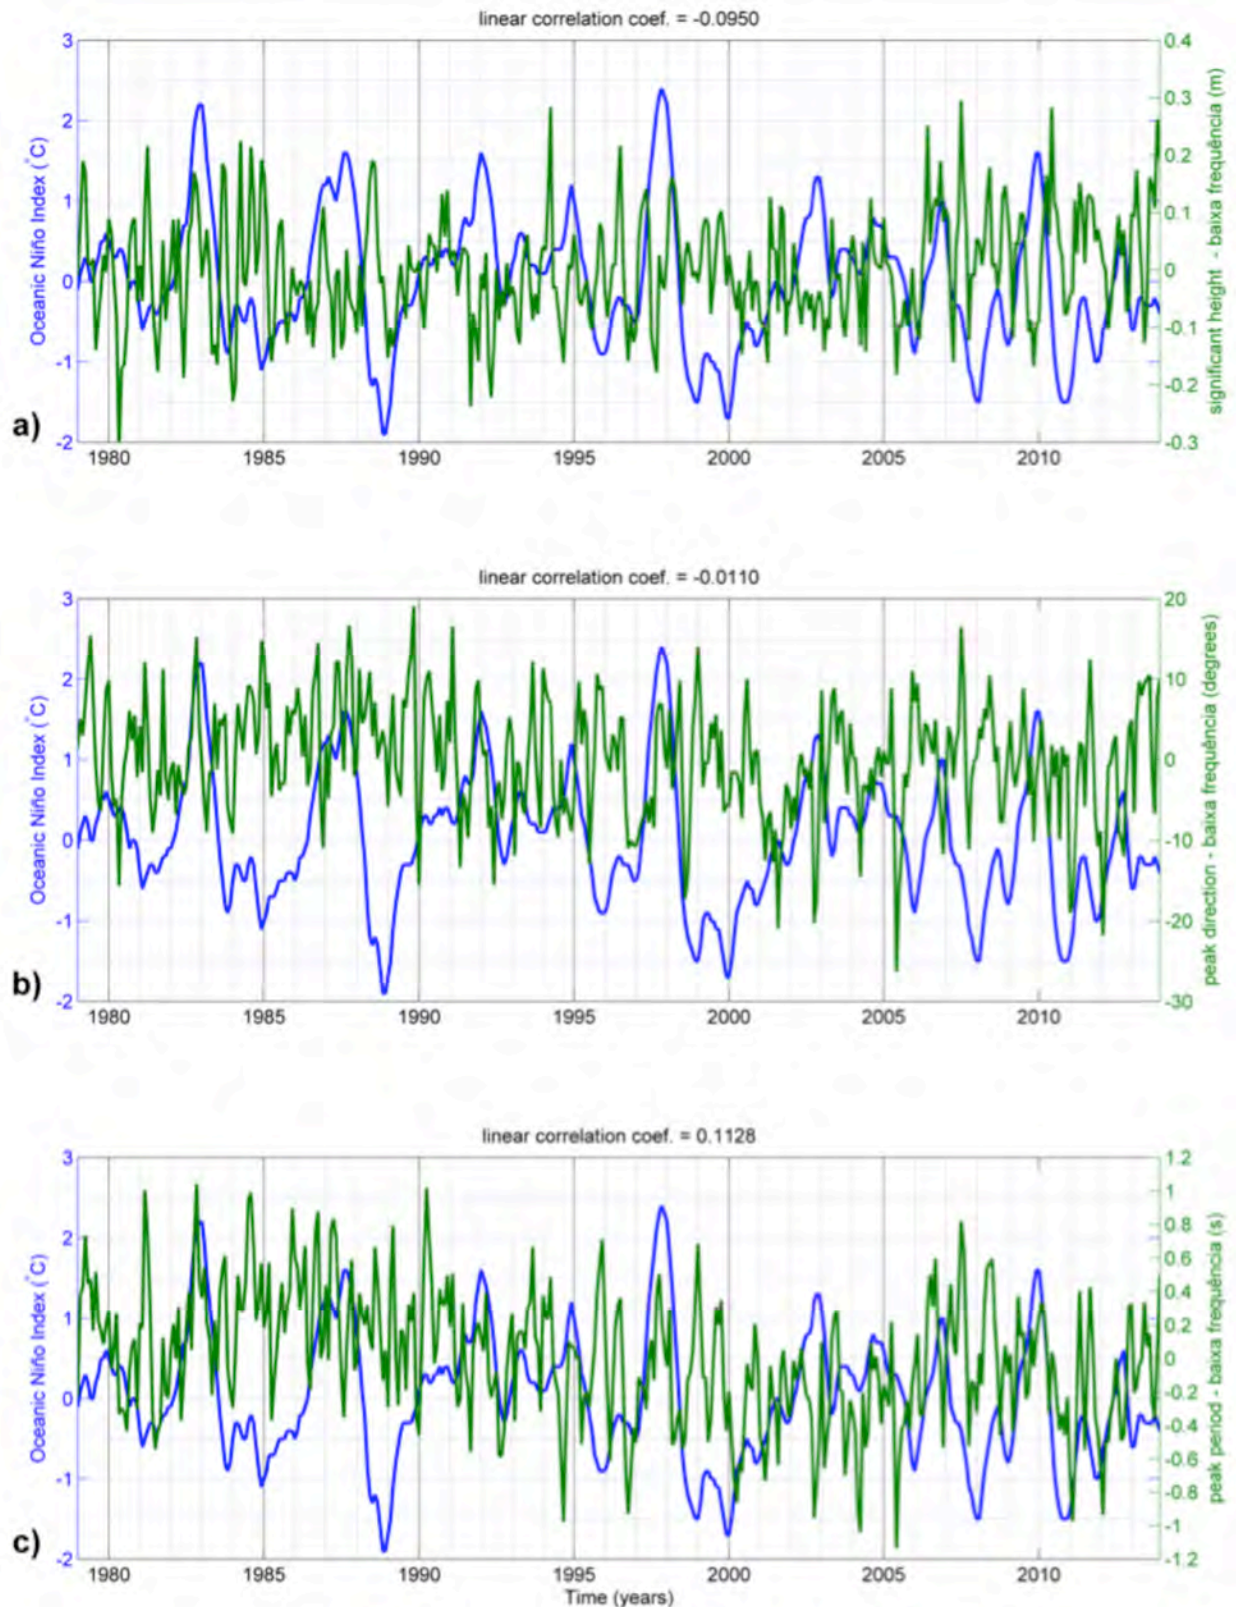 linear correlation coef. = -0.0950
3
2
1
0
-1
-2
Oceanic Niño Index (°C)
0.4
0.3
0.2
0.1
0
-0.1
-0.2
-0.3
significant height - baixa frequência (m)
a)
1980 1985 1990 1995 2000 2005 2010
linear correlation coef. = -0.0110
3
2
1
0
-1
-2
Oceanic Niño Index (°C)
20
10
0
-10
-20
-30
peak direction - baixa frequência (degrees)
b)
1980 1985 1990 1995 2000 2005 2010
linear correlation coef. = 0.1128
3
2
1
0
-1
-2
Oceanic Niño Index (°C)
1.2
1
0.8
0.6
0.4
0.2
0
-0.2
-0.4
-0.6
-0.8
-1
-1.2
peak period - baixa frequência (s)
c)
1980 1985 1990 1995 2000 2005 2010
Time (years)